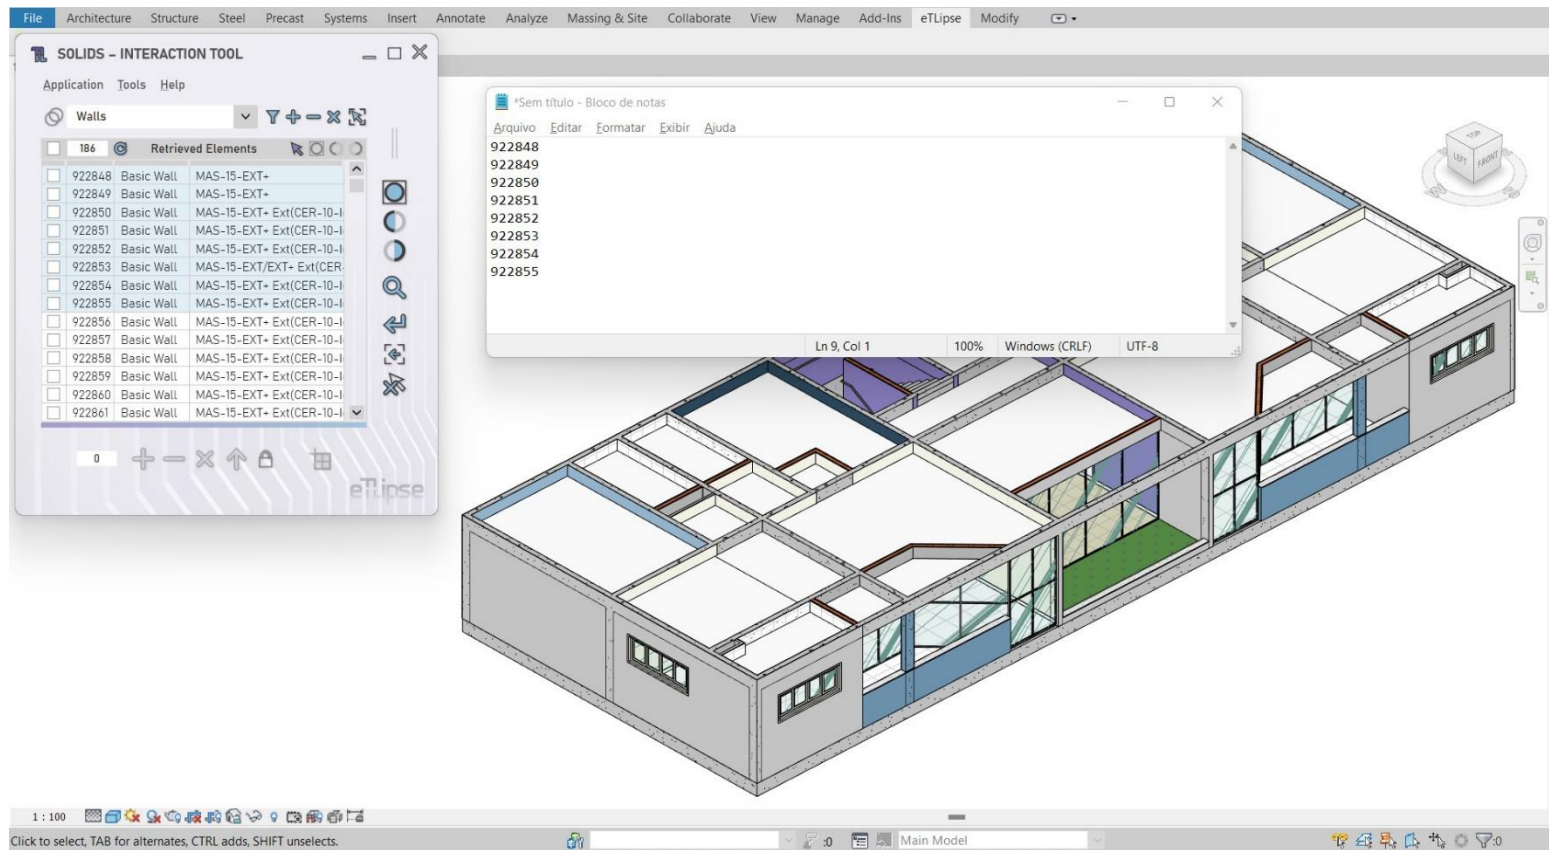 File Architecture Structure Steel Precast Systems Insert Annotate Analyze Massing & Site Collaborate View Manage Add-Ins eTLipse Modify
SOLIDS - INTERACTION TOOL
Application Tools Help
Walls
186 Retrieved Elements
922848 Basic Wall MAS-15-EXT+
922849 Basic Wall MAS-15-EXT+
922850 Basic Wall MAS-15-EXT+ Ext(CER-10-I
922851 Basic Wall MAS-15-EXT+ Ext(CER-10-I
922852 Basic Wall MAS-15-EXT+ Ext(CER-10-I
922853 Basic Wall MAS-15-EXT/EXT+ Ext(CER-
922854 Basic Wall MAS-15-EXT+ Ext(CER-10-I
922855 Basic Wall MAS-15-EXT+ Ext(CER-10-I
922856 Basic Wall MAS-15-EXT+ Ext(CER-10-I
922857 Basic Wall MAS-15-EXT+ Ext(CER-10-I
922858 Basic Wall MAS-15-EXT+ Ext(CER-10-I
922859 Basic Wall MAS-15-EXT+ Ext(CER-10-I
922860 Basic Wall MAS-15-EXT+ Ext(CER-10-I
922861 Basic Wall MAS-15-EXT+ Ext(CER-10-I
0
eTLipse
*Sem título - Bloco de notas
Arquivo Editar Formatar Exibir Ajuda
922848
922849
922850
922851
922852
922853
922854
922855
Ln 9, Col 1 100% Windows (CRLF) UTF-8
TOP
LEFT FRONT
1 : 100
Click to select, TAB for alternates, CTRL adds, SHIFT unselects. :0 Main Model :0